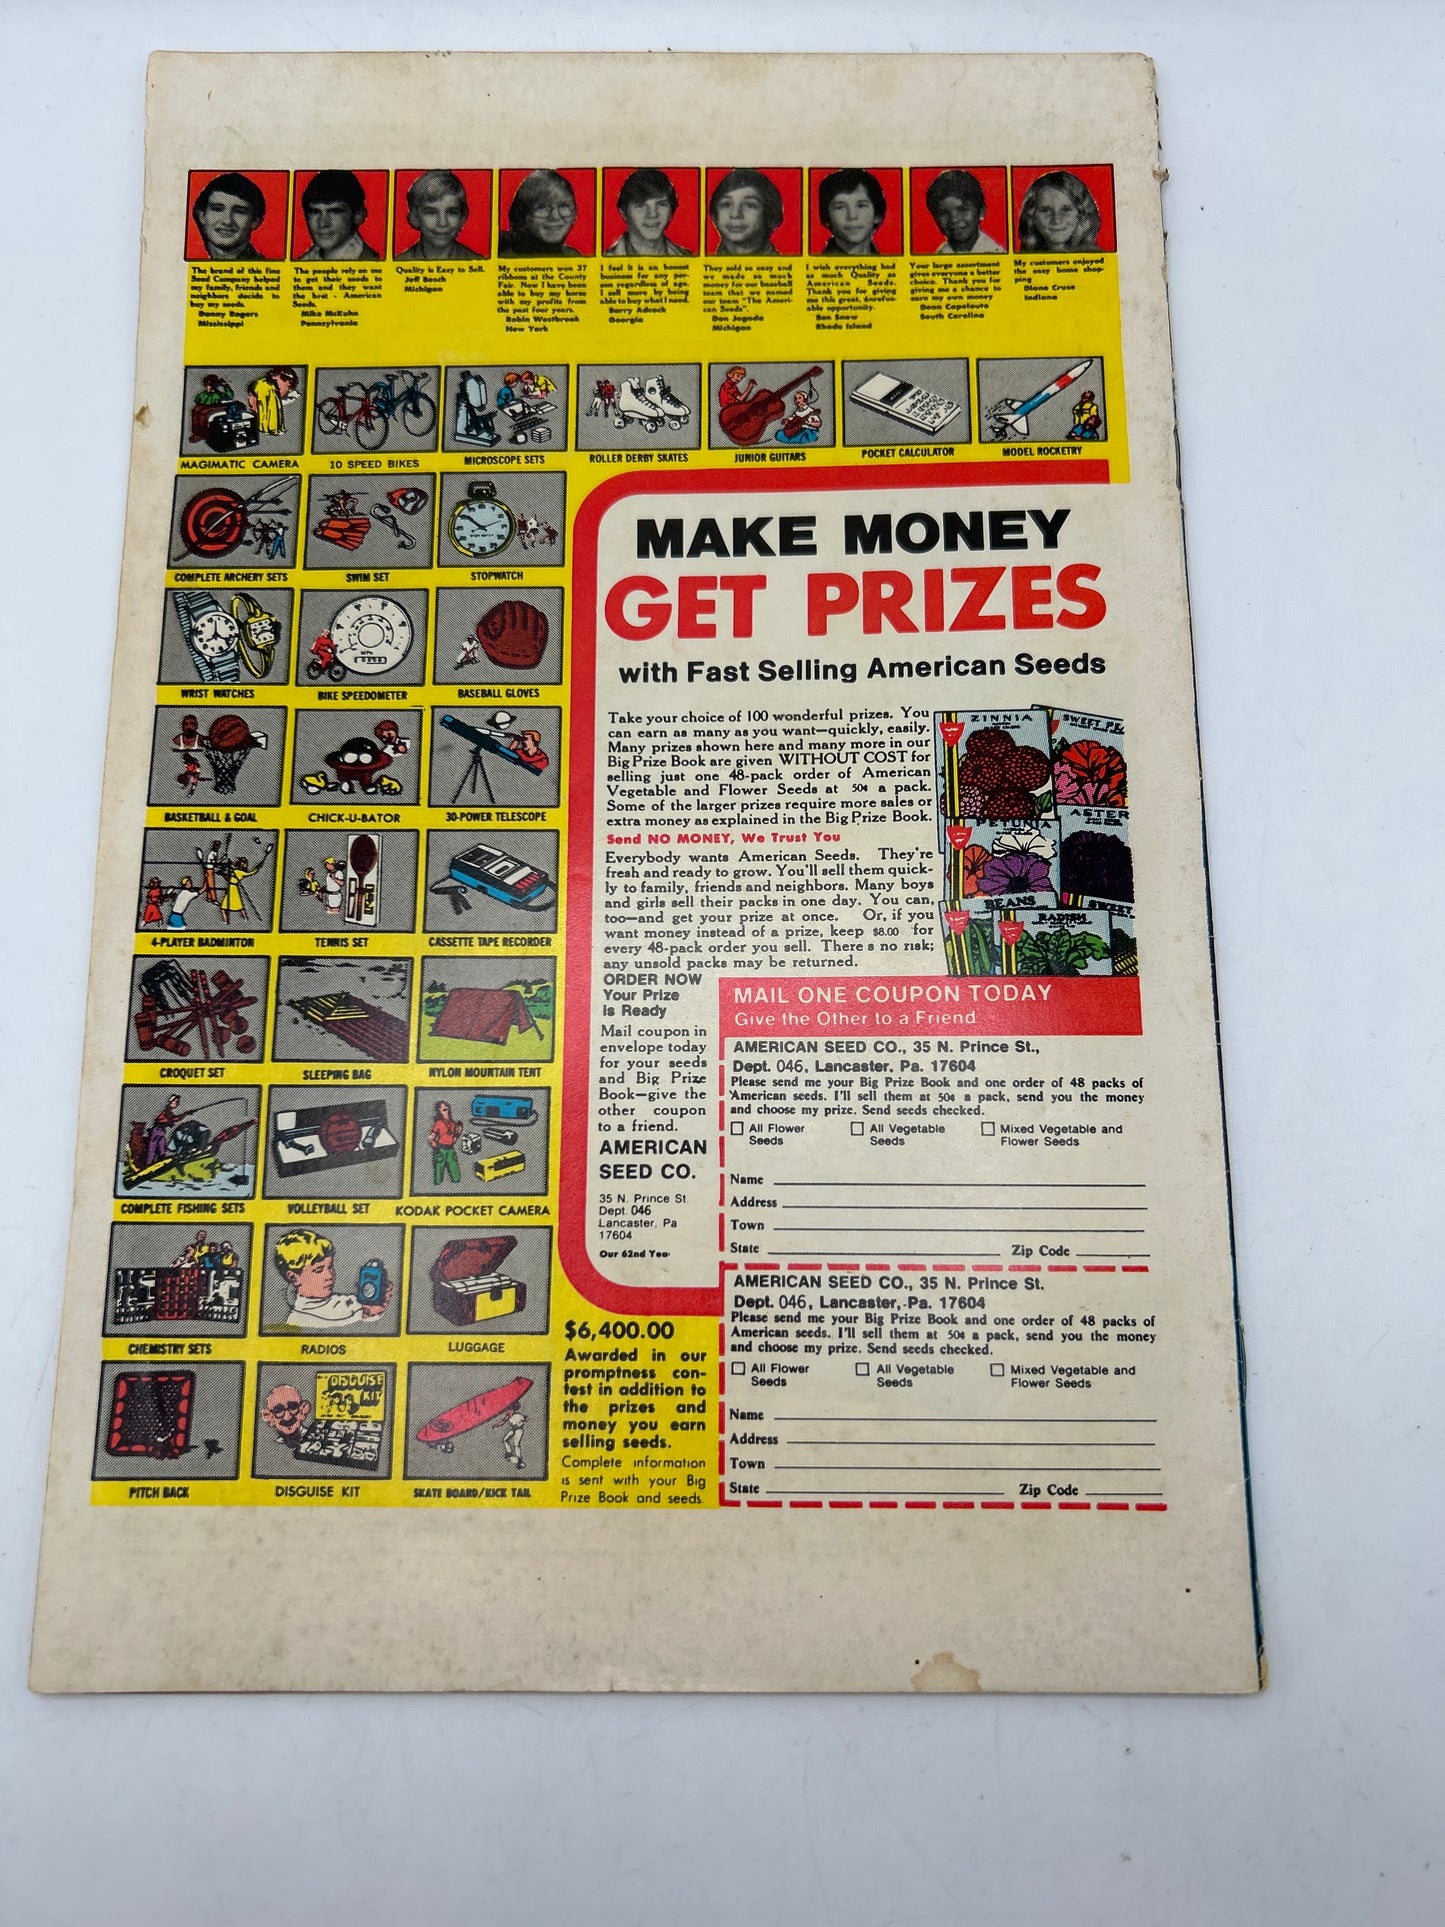 The brand of this fine
Seed Company helped
my family, friends and
neighbors decide to
buy my seeds.
Danny Rogers
Mississippi
The people rely on me
to get their seeds to
them and they want
the best - American
Seeds.
Mike McKuhn
Pennsylvania
Quality is Easy to Sell.
Jeff Bosch
Michigan
My customers won 37
ribbons at the County
Fair. Now I have been
able to buy my horse
with my profits from
the past four years.
Robin Westbrook
New York
I feel it is an honest
business for any per-
son regardless of age.
I sell more by being
able to buy what I need.
Barry Adcock
Georgia
They sold so easy and
we made so much
money for our baseball
team that we named
our team "The Ameri-
can Seeds".
Don Jagoda
Michigan
I wish everything had
as much Quality as
American Seeds.
Thank you for giving
me this great,
able opportunity.
Ben Snow
Rhode Island
Your large assortment
gives everyone a better
choice. Thank you for
giving me a chance to
earn my own money
Dean Capelouto
South Carolina
My customers enjoyed
the easy home shop-
ping
Diane Cruse
Indiana
MAGIMATIC CAMERA
10 SPEED BIKES
MICROSCOPE SETS
ROLLER DERBY SKATES
JUNIOR GUITARS
POCKET CALCULATOR
MODEL ROCKETRY
COMPLETE ARCHERY SETS
SWIM SET
STOPWATCH
WRIST WATCHES
BIKE SPEEDOMETER
BASEBALL GLOVES
BASKETBALL & GOAL
CHICK-U-BATOR
30-POWER TELESCOPE
4-PLAYER BADMINTON
TENNIS SET
CASSETTE TAPE RECORDER
CROQUET SET
SLEEPING BAG
NYLON MOUNTAIN TENT
COMPLETE FISHING SETS
VOLLEYBALL SET
KODAK POCKET CAMERA
CHEMISTRY SETS
RADIOS
LUGGAGE
PITCH BACK
DISGUISE KIT
DISGUISE
KIT
SKATE BOARD/KICK TAIL
MAKE MONEY
GET PRIZES
with Fast Selling American Seeds
Take your choice of 100 wonderful prizes. You
can earn as many as you want—quickly, easily.
Many prizes shown here and many more in our
Big Prize Book are given WITHOUT COST for
selling just one 48-pack order of American
Vegetable and Flower Seeds at 50¢ a pack.
Some of the larger prizes require more sales or
extra money as explained in the Big Prize Book.
Send NO MONEY, We Trust You
Everybody wants American Seeds. They're
fresh and ready to grow. You'll sell them quick-
ly to family, friends and neighbors. Many boys
and girls sell their packs in one day. You can,
too—and get your prize at once. Or, if you
want money instead of a prize, keep $8.00 for
every 48-pack order you sell. There s no risk;
any unsold packs may be returned.
ZINNIA
SWEET PE
PETUNIA
ASTER
BEANS
RADISH
SWEET
ORDER NOW
Your Prize
is Ready
Mail coupon in
envelope today
for your seeds
and Big Prize
Book—give the
other coupon
to a friend.
AMERICAN
SEED CO.
35 N. Prince St.
Dept. 046
Lancaster, Pa
17604
Our 62nd Yea
$6,400.00
Awarded in our
promptness con-
test in addition to
the prizes and
money you earn
selling seeds.
Complete information
is sent with your Big
Prize Book and seeds
MAIL ONE COUPON TODAY
Give the Other to a Friend
AMERICAN SEED CO., 35 N. Prince St.,
Dept. 046, Lancaster, Pa. 17604
Please send me your Big Prize Book and one order of 48 packs of
American seeds. I'll sell them at 50¢ a pack, send you the money
and choose my prize. Send seeds checked.
All Flower Seeds
All Vegetable Seeds
Mixed Vegetable and Flower Seeds
Name
Address
Town
State Zip Code
AMERICAN SEED CO., 35 N. Prince St.
Dept. 046, Lancaster, Pa. 17604
Please send me your Big Prize Book and one order of 48 packs of
American seeds. I'll sell them at 50¢ a pack, send you the money
and choose my prize. Send seeds checked.
All Flower Seeds
All Vegetable Seeds
Mixed Vegetable and Flower Seeds
Name
Address
Town
State Zip Code